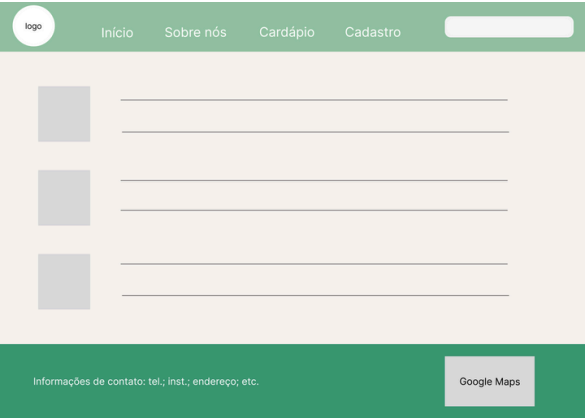 logo
Início Sobre nós Cardápio Cadastro
Informações de contato: tel.; inst.; endereço; etc.
Google Maps